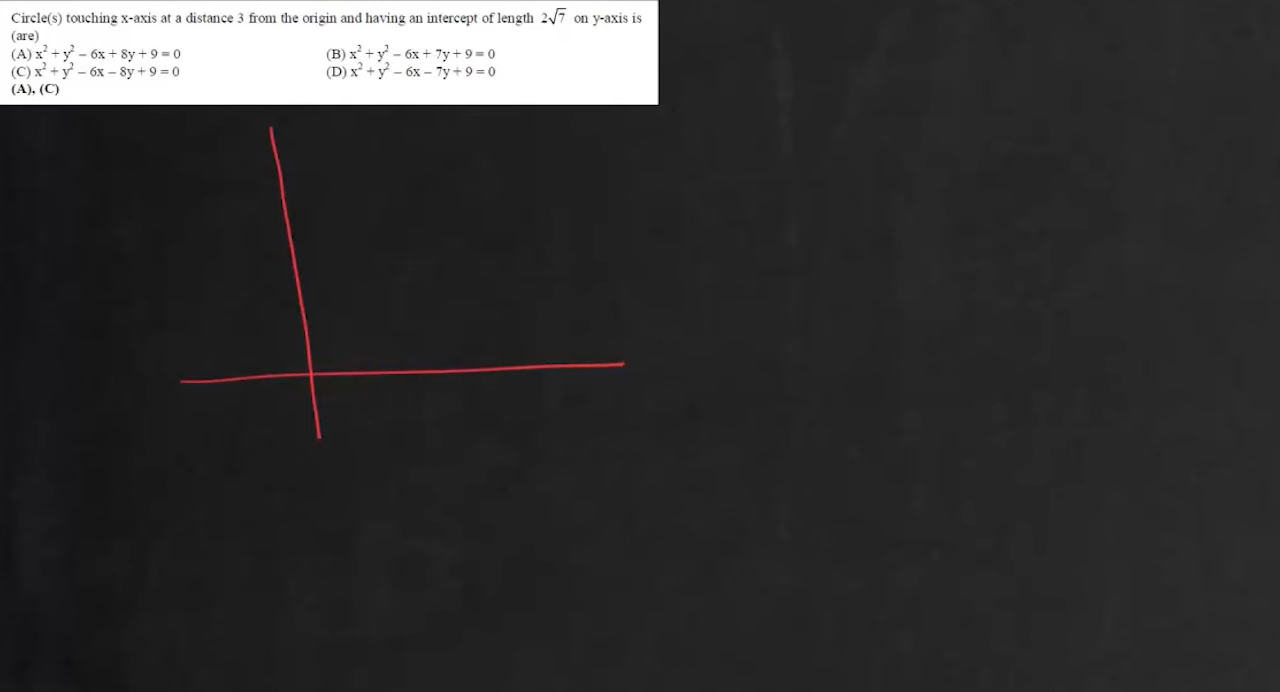 Circle(s) touching x-axis at a distance 3 from the origin and having an intercept of length 2√7 on y-axis is
(are)
(A) x² + y² – 6x + 8y + 9 = 0 (B) x² + y² – 6x + 7y + 9 = 0
(C) x² + y² – 6x – 8y + 9 = 0 (D) x² + y² – 6x – 7y + 9 = 0
(A), (C)